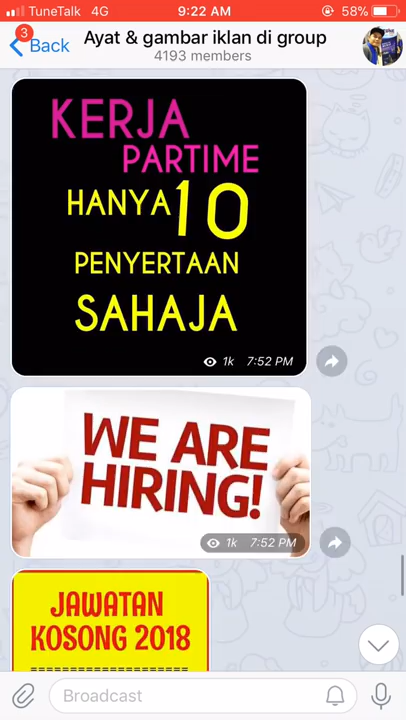 TuneTalk 4G
9:22 AM
58%
3
Back
Ayat & gambar iklan di group
4193 members
KERJA
PARTIME
HANYA 10
PENYERTAAN
SAHAJA
1k 7:52 PM
WE ARE
HIRING!
1k 7:52 PM
JAWATAN
KOSONG 2018
====================
Broadcast